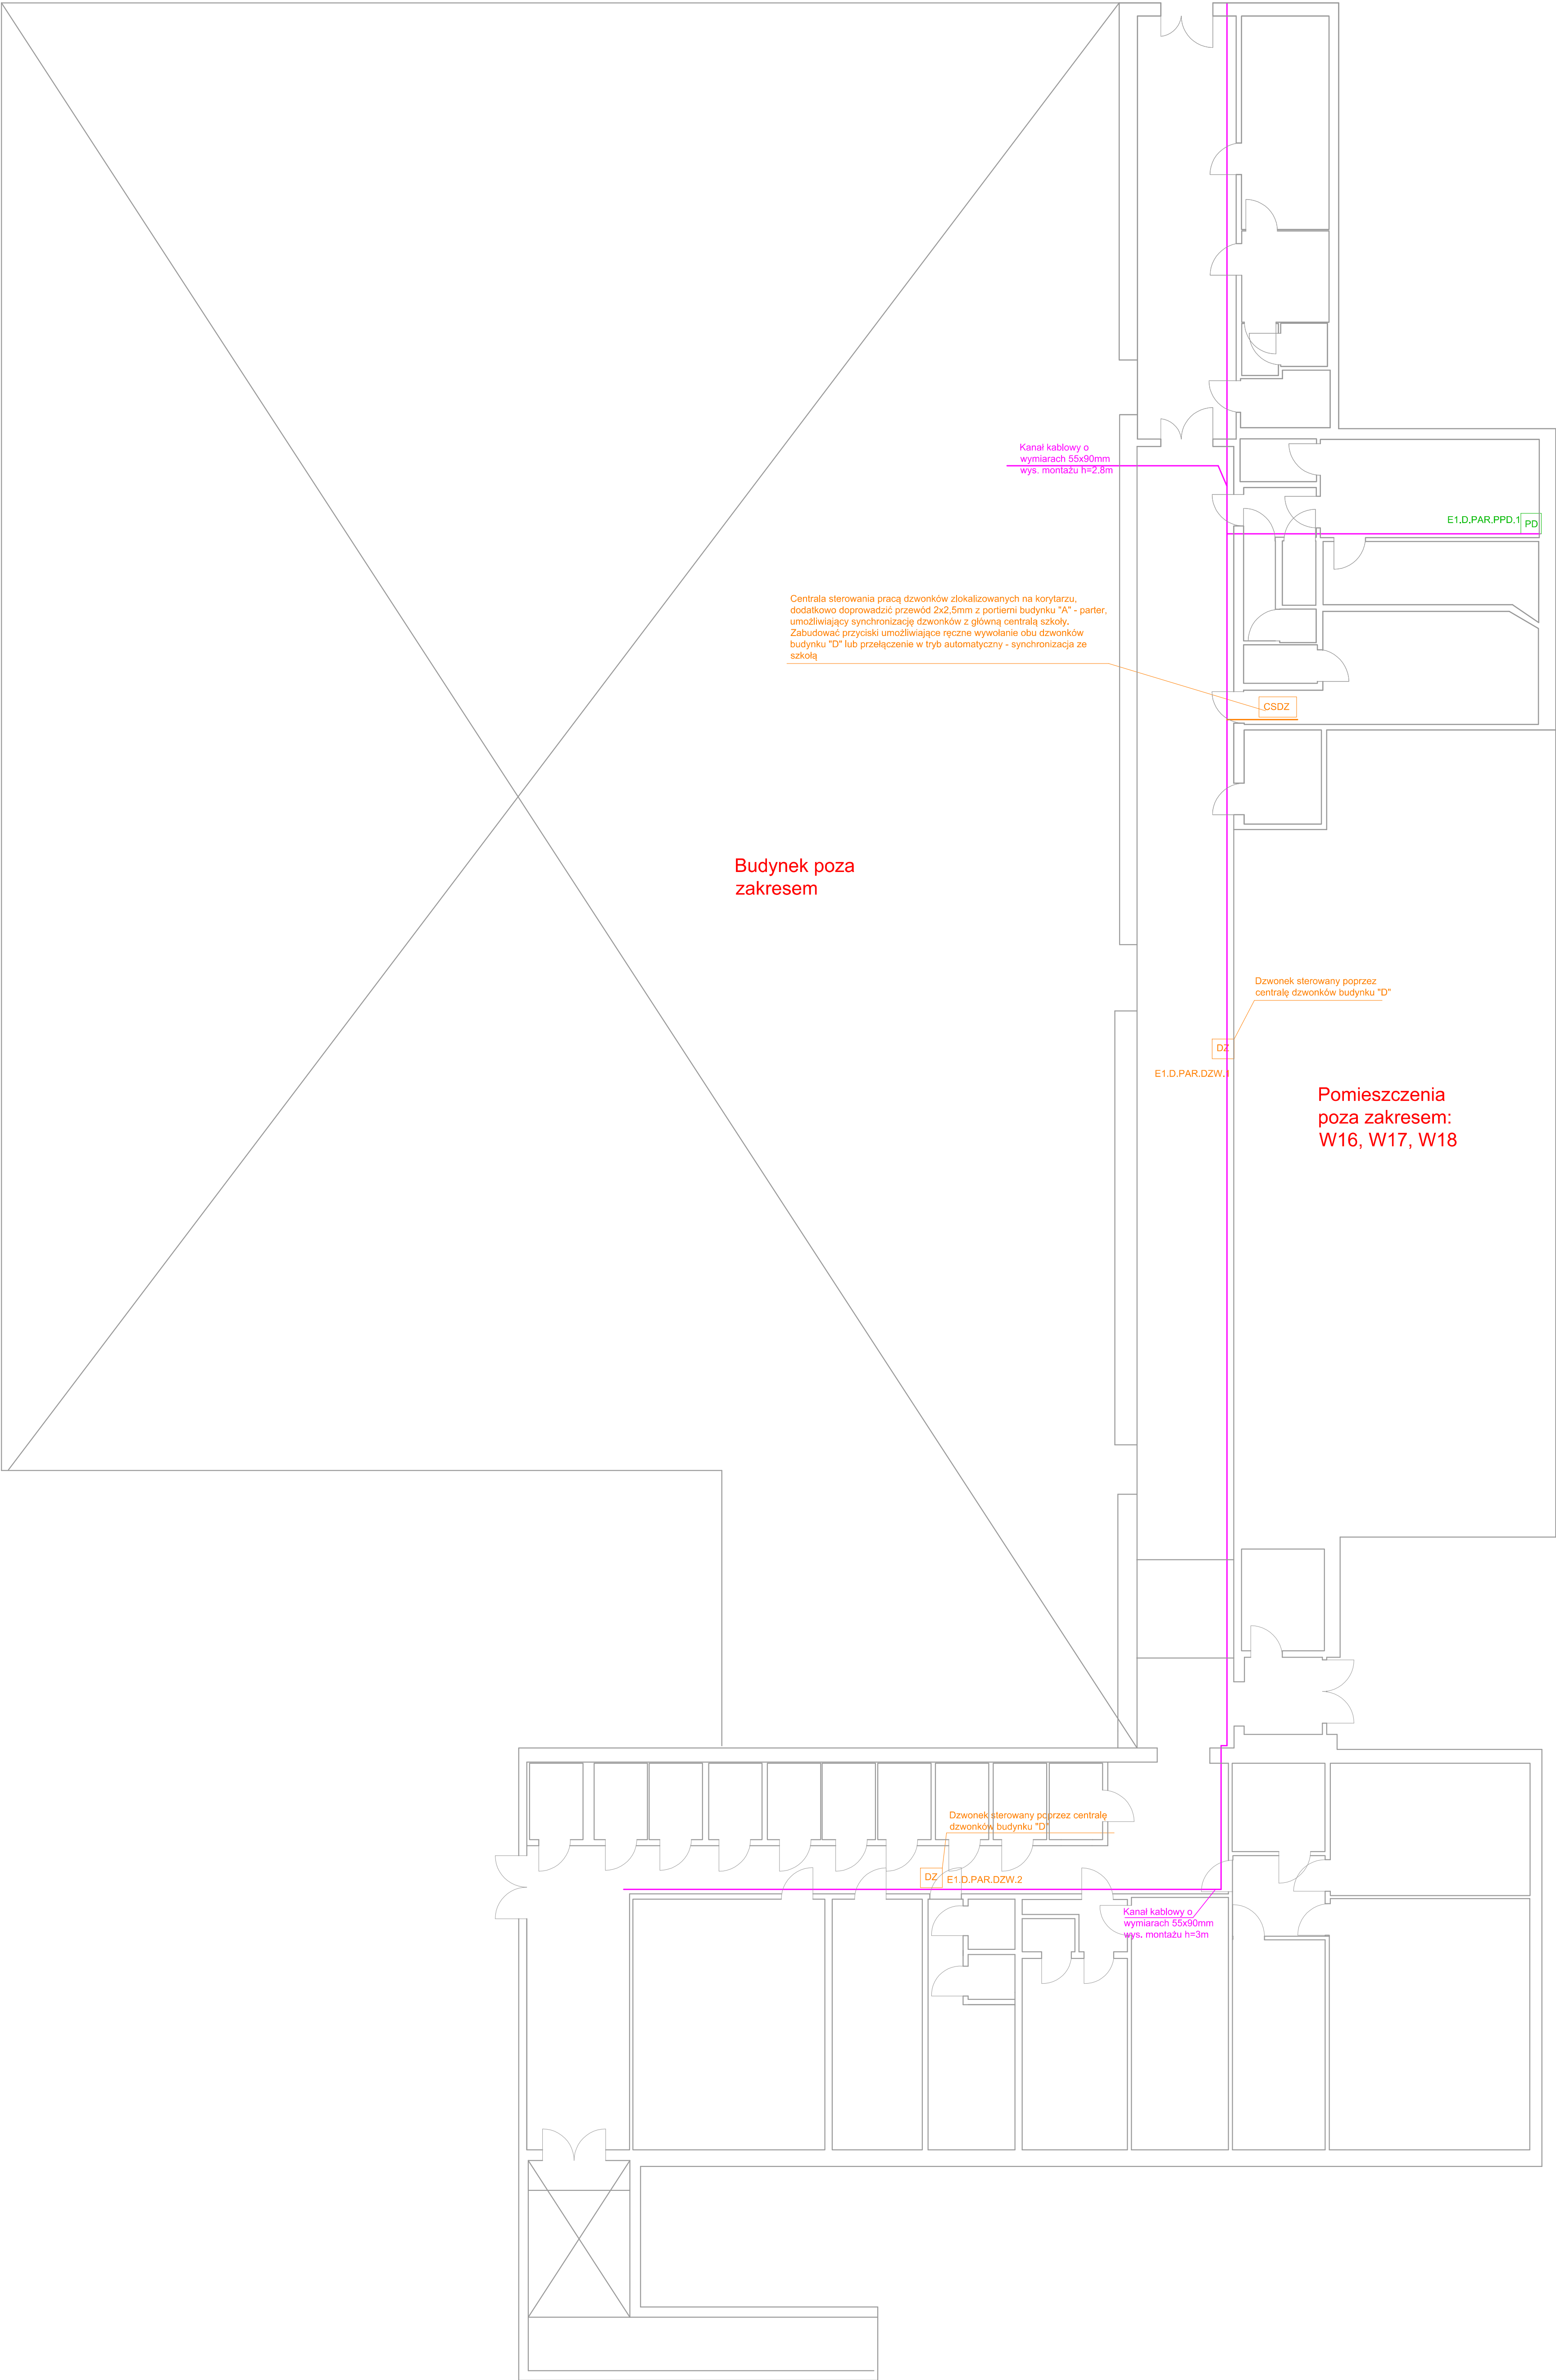 Kanał kablowy o
wymiarach 55x90mm
wys. montażu h=2.8m
E1.D.PAR.PPD.1
PD
Centrala sterowania pracą dzwonków zlokalizowanych na korytarzu,
dodatkowo doprowadzić przewód 2x2,5mm z portierni budynku "A" - parter,
umożliwiający synchronizację dzwonków z główną centralą szkoły.
Zabudować przyciski umożliwiające ręczne wywołanie obu dzwonków
budynku "D" lub przełączenie w tryb automatyczny - synchronizacja ze
szkołą
CSDZ
Budynek poza
zakresem
Dzwonek sterowany poprzez
centralę dzwonków budynku "D"
DZ
E1.D.PAR.DZW.1
Pomieszczenia
poza zakresem:
W16, W17, W18
Dzwonek sterowany poprzez centralę
dzwonków budynku "D"
DZ
E1.D.PAR.DZW.2
Kanał kablowy o
wymiarach 55x90mm
wys. montażu h=3m